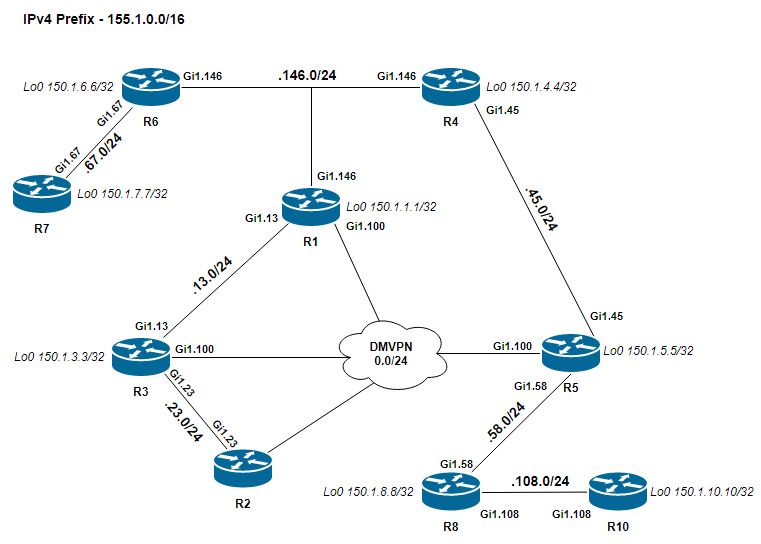 IPv4 Prefix - 155.1.0.0/16
Gi1.146
.146.0/24
Gi1.146
Lo0 150.1.6.6/32
Lo0 150.1.4.4/32
R6
R4
Gi1.67
Gi1.45
.67.0/24
Gi1.67
Lo0 150.1.7.7/32
R7
Gi1.146
Lo0 150.1.1.1/32
Gi1.13
Gi1.100
R1
.45.0/24
.13.0/24
Gi1.13
Gi1.45
Lo0 150.1.3.3/32
Gi1.100
DMVPN
0.0/24
Gi1.100
Lo0 150.1.5.5/32
R3
R5
Gi1.23
Gi1.58
.23.0/24
Gi1.23
.58.0/24
Gi1.58
R2
Lo0 150.1.8.8/32
.108.0/24
Lo0 150.1.10.10/32
Gi1.108
Gi1.108
R8
R10